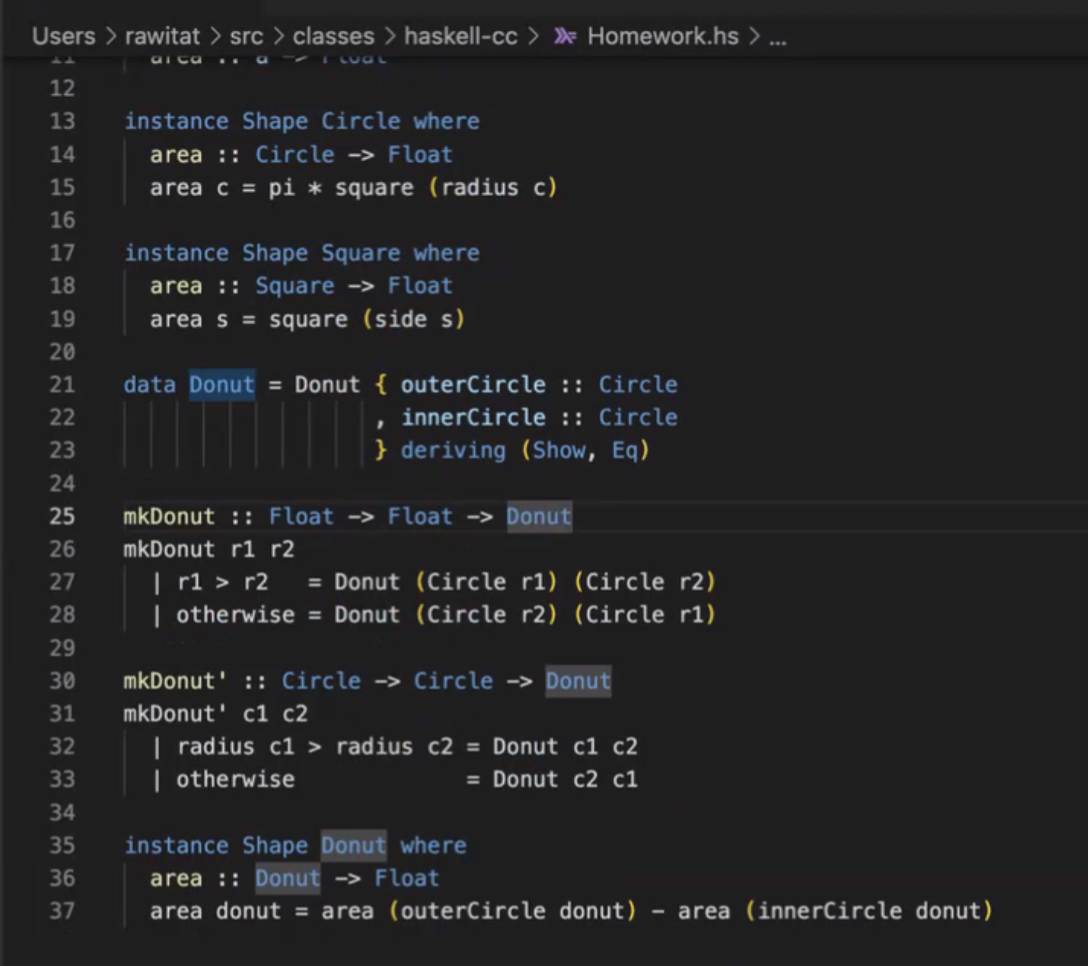 Users > rawitat > src > classes > haskell-cc > Homework.hs > ...
11 area :: a -> Float
12
13 instance Shape Circle where
14   area :: Circle -> Float
15   area c = pi * square (radius c)
16
17 instance Shape Square where
18   area :: Square -> Float
19   area s = square (side s)
20
21 data Donut = Donut { outerCircle :: Circle
22                    , innerCircle :: Circle
23                    } deriving (Show, Eq)
24
25 mkDonut :: Float -> Float -> Donut
26 mkDonut r1 r2
27   | r1 > r2   = Donut (Circle r1) (Circle r2)
28   | otherwise = Donut (Circle r2) (Circle r1)
29
30 mkDonut' :: Circle -> Circle -> Donut
31 mkDonut' c1 c2
32   | radius c1 > radius c2 = Donut c1 c2
33   | otherwise             = Donut c2 c1
34
35 instance Shape Donut where
36   area :: Donut -> Float
37   area donut = area (outerCircle donut) - area (innerCircle donut)